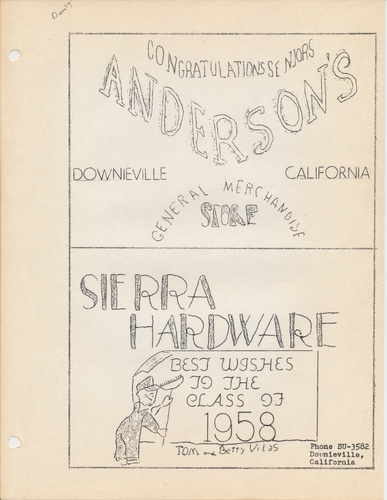 Don't
CONGRATULATIONS SENIORS
ANDERSON'S
DOWNIEVILLE CALIFORNIA
GENERAL MERCHANDISE
STORE
SIERRA
HARDWARE
BEST WISHES
TO THE
CLASS OF
1958
TOM and Betty Vilas
Phone BU-3582
Downieville,
California